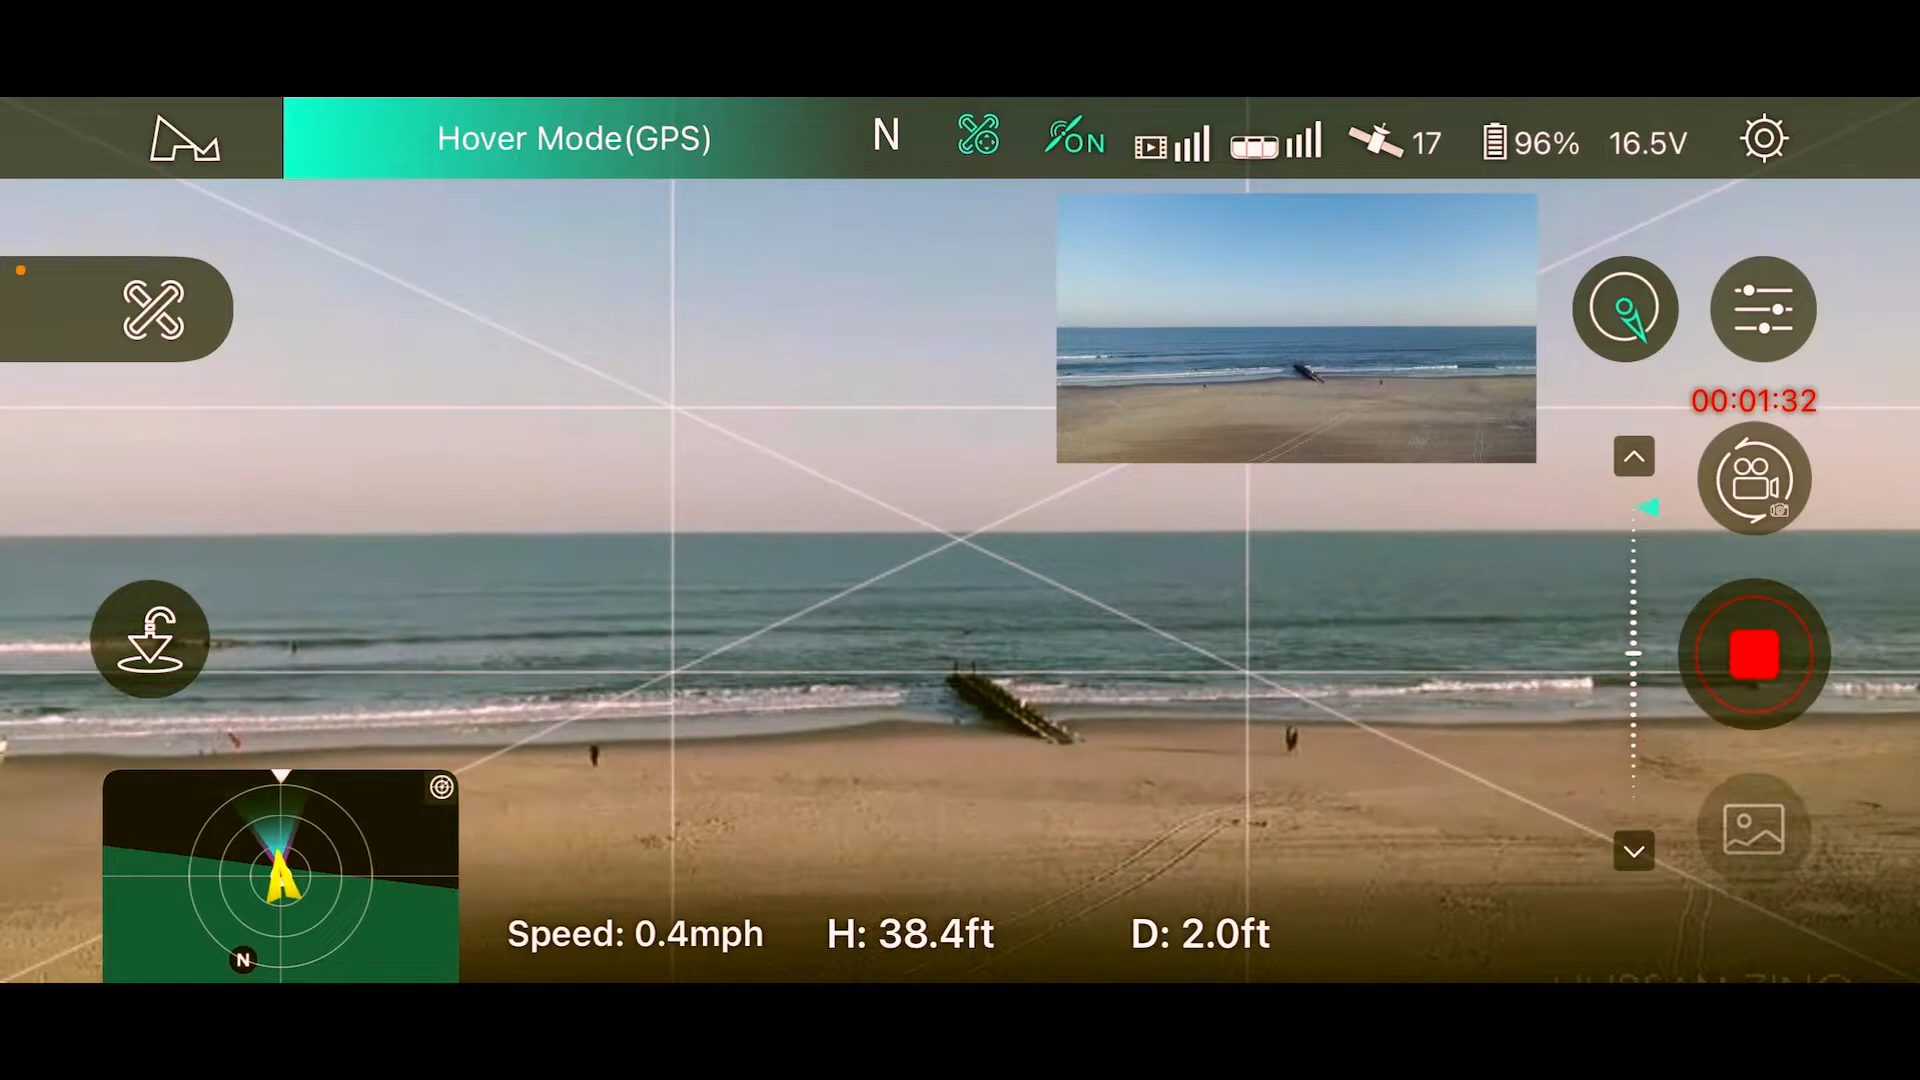 Hover Mode(GPS) N ON 17 96% 16.5V
00:01:32
N
Speed: 0.4mph H: 38.4ft D: 2.0ft